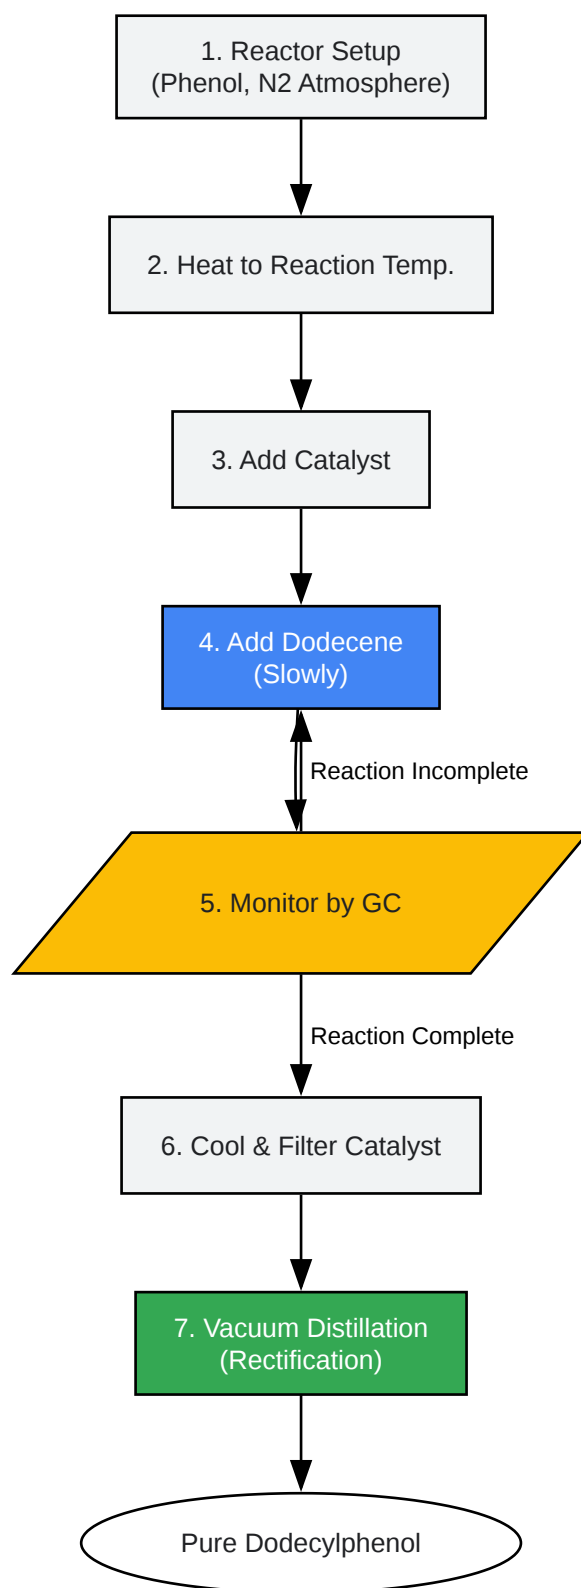 1. Reactor Setup
(Phenol, N2 Atmosphere)
2. Heat to Reaction Temp.
3. Add Catalyst
4. Add Dodecene
(Slowly)
Reaction Incomplete
5. Monitor by GC
Reaction Complete
6. Cool & Filter Catalyst
7. Vacuum Distillation
(Rectification)
Pure Dodecylphenol